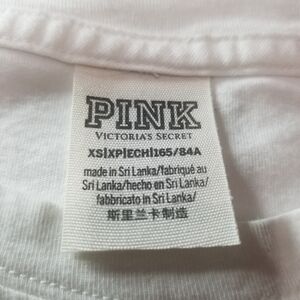 PINK
VICTORIA'S SECRET
XS|XP|ECH|165/84A
made in Sri Lanka/fabriqué au
Sri Lanka/hecho en Sri Lanka/
fabbricato in Sri Lanka/
斯里兰卡制造